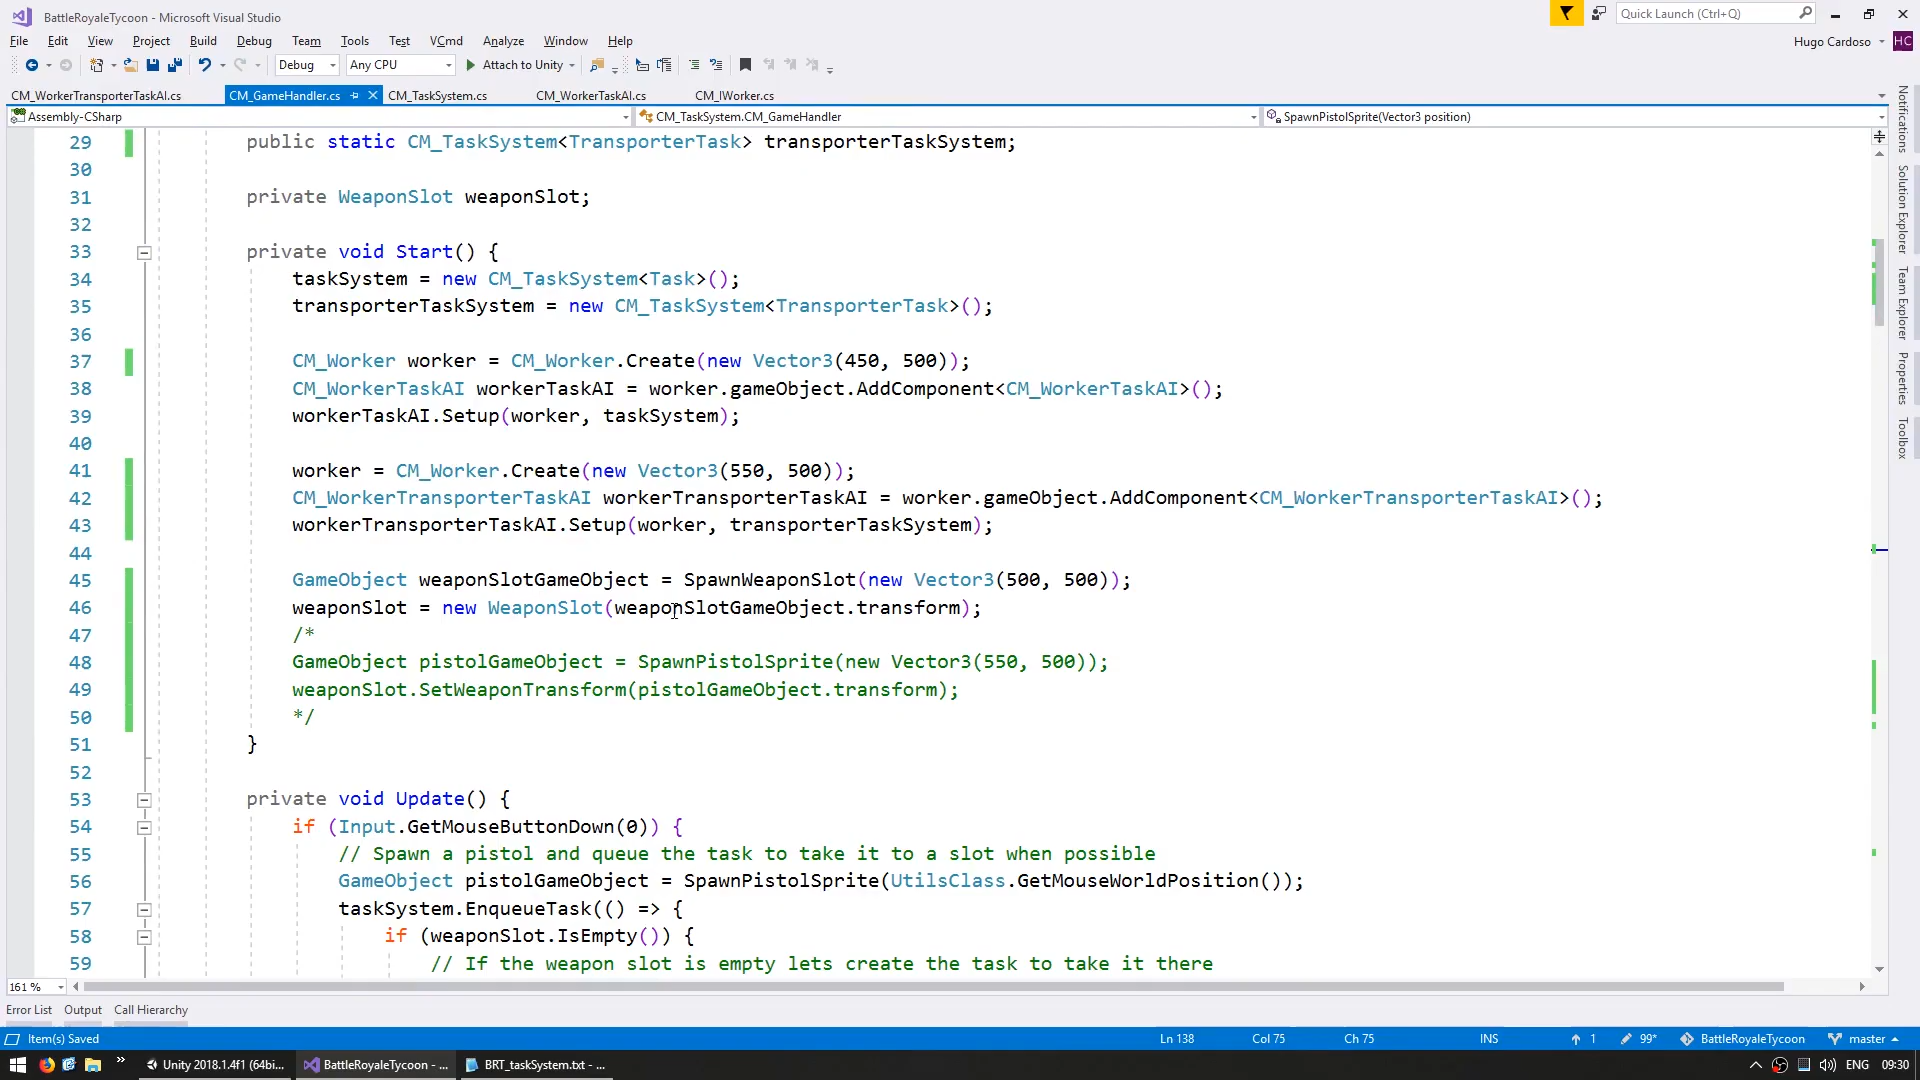 BattleRoyaleTycoon - Microsoft Visual Studio
Quick Launch (Ctrl+Q)
File Edit View Project Build Debug Team Tools Test VCmd Analyze Window Help
Hugo Cardoso HC
Debug Any CPU Attach to Unity
CM_WorkerTransporterTaskAI.cs CM_GameHandler.cs CM_TaskSystem.cs CM_WorkerTaskAI.cs CM_IWorker.cs
Assembly-CSharp CM_TaskSystem.CM_GameHandler SpawnPistolSprite(Vector3 position)
29 public static CM_TaskSystem<TransporterTask> transporterTaskSystem;
30
31 private WeaponSlot weaponSlot;
32
33 private void Start() {
34 taskSystem = new CM_TaskSystem<Task>();
35 transporterTaskSystem = new CM_TaskSystem<TransporterTask>();
36
37 CM_Worker worker = CM_Worker.Create(new Vector3(450, 500));
38 CM_WorkerTaskAI workerTaskAI = worker.gameObject.AddComponent<CM_WorkerTaskAI>();
39 workerTaskAI.Setup(worker, taskSystem);
40
41 worker = CM_Worker.Create(new Vector3(550, 500));
42 CM_WorkerTransporterTaskAI workerTransporterTaskAI = worker.gameObject.AddComponent<CM_WorkerTransporterTaskAI>();
43 workerTransporterTaskAI.Setup(worker, transporterTaskSystem);
44
45 GameObject weaponSlotGameObject = SpawnWeaponSlot(new Vector3(500, 500));
46 weaponSlot = new WeaponSlot(weaponSlotGameObject.transform);
47 /*
48 GameObject pistolGameObject = SpawnPistolSprite(new Vector3(550, 500));
49 weaponSlot.SetWeaponTransform(pistolGameObject.transform);
50 */
51 }
52
53 private void Update() {
54 if (Input.GetMouseButtonDown(0)) {
55 // Spawn a pistol and queue the task to take it to a slot when possible
56 GameObject pistolGameObject = SpawnPistolSprite(UtilsClass.GetMouseWorldPosition());
57 taskSystem.EnqueueTask(() => {
58 if (weaponSlot.IsEmpty()) {
59 // If the weapon slot is empty lets create the task to take it there
Notifications
Solution Explorer
Team Explorer
Properties
Toolbox
161 %
Error List Output Call Hierarchy
Item(s) Saved Ln 138 Col 75 Ch 75 INS 1 99* BattleRoyaleTycoon master
Unity 2018.1.4f1 (64bi... BattleRoyaleTycoon - ... BRT_taskSystem.txt - ... ENG 09:30